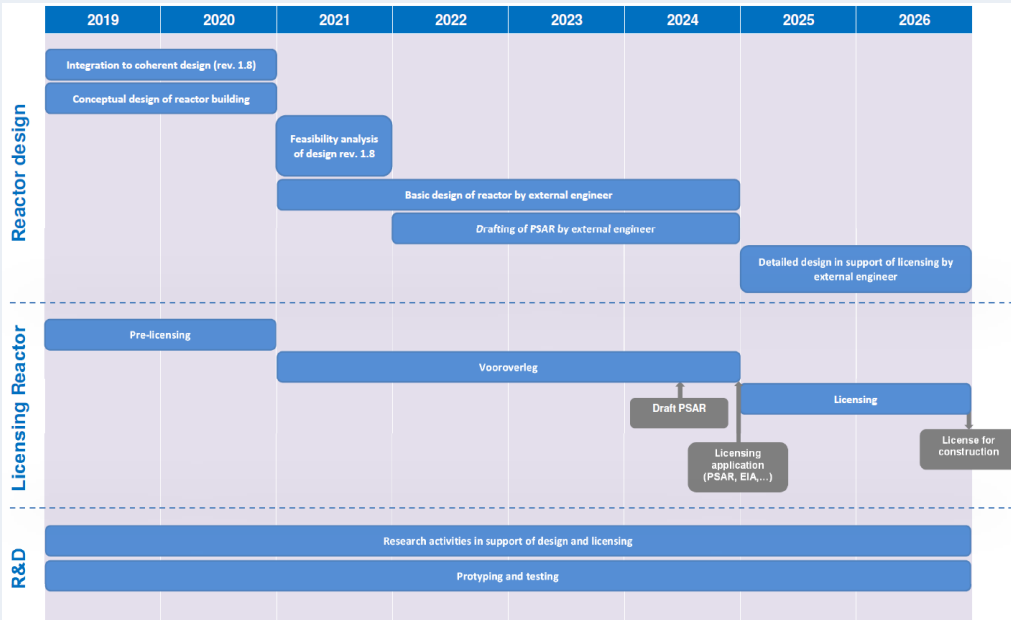 2019 2020 2021 2022 2023 2024 2025 2026
Reactor design
Integration to coherent design (rev. 1.8)
Conceptual design of reactor building
Feasibility analysis
of design rev. 1.8
Basic design of reactor by external engineer
Drafting of PSAR by external engineer
Detailed design in support of licensing by
external engineer
Licensing Reactor
Pre-licensing
Vooroverleg
Draft PSAR
Licensing
Licensing
application
(PSAR, EIA,...)
License for
construction
R&D
Research activities in support of design and licensing
Protyping and testing